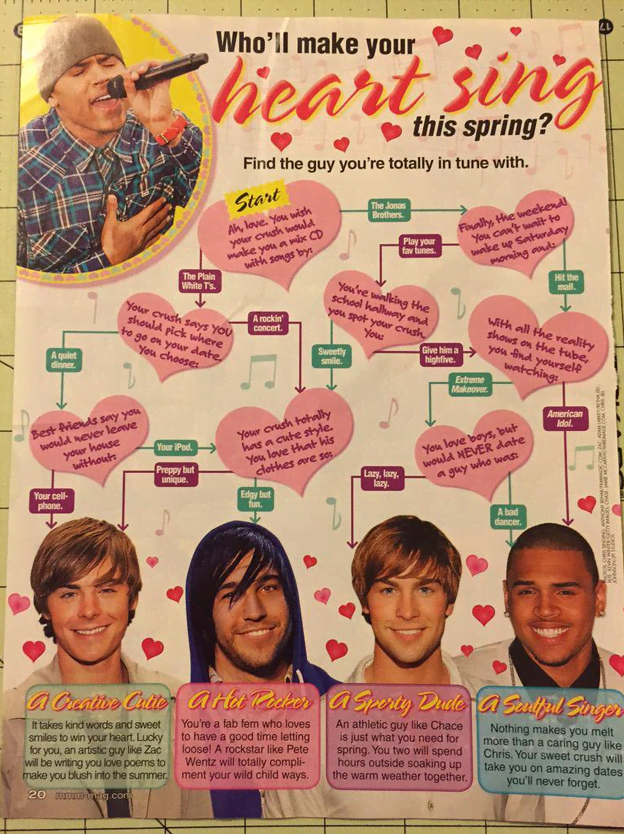 Who'll make your
heart sing
this spring?
Find the guy you're totally in tune with.
Start
Ah, love. You wish
your crush would
make you a mix CD
with songs by:
The Jonas
Brothers.
Finally, the weekend!
You can't wait to
wake up Saturday
morning and:
Play your
fav tunes.
Hit the
mall.
The Plain
White T's.
Your crush says YOU
should pick where
to go on your date.
You choose:
A rockin'
concert.
You're walking the
school hallway and
you spot your crush.
You:
Sweetly
smile.
Give him a
highfive.
With all the reality
shows on the tube,
you find yourself
watching:
Extreme
Makeover.
American
Idol.
A quiet
dinner.
Best friends say you
would never leave
your house
without:
Your iPod.
Your cell-
phone.
Your crush totally
has a cute style.
You love that his
clothes are so:
Preppy but
unique.
Edgy but
fun.
You love boys, but
would NEVER date
a guy who was:
Lazy, lazy,
lazy.
A bad
dancer.
A Creative Cutie
It takes kind words and sweet
smiles to win your heart. Lucky
for you, an artistic guy like Zac
will be writing you love poems to
make you blush into the summer.
A Hot Rocker
You're a fab fem who loves
to have a good time letting
loose! A rockstar like Pete
Wentz will totally compli-
ment your wild child ways.
A Sporty Dude
An athletic guy like Chace
is just what you need for
spring. You two will spend
hours outside soaking up
the warm weather together.
A Soulful Singer
Nothing makes you melt
more than a caring guy like
Chris. Your sweet crush will
take you on amazing dates
you'll never forget.
20
17